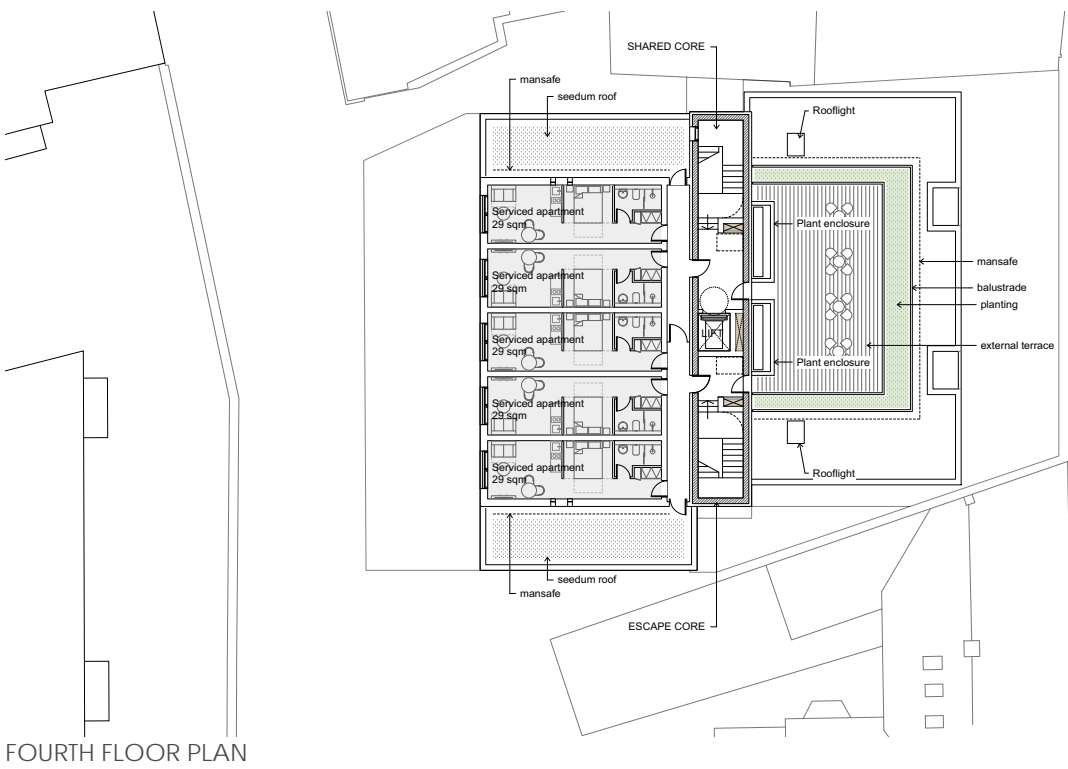 SHARED CORE
mansafe
seedum roof
Rooflight
Serviced apartment
29 sqm
Plant enclosure
Serviced apartment
29 sqm
mansafe
balustrade
planting
Serviced apartment
29 sqm
LIFT
external terrace
Plant enclosure
Serviced apartment
29 sqm
Serviced apartment
29 sqm
Rooflight
seedum roof
mansafe
ESCAPE CORE
FOURTH FLOOR PLAN